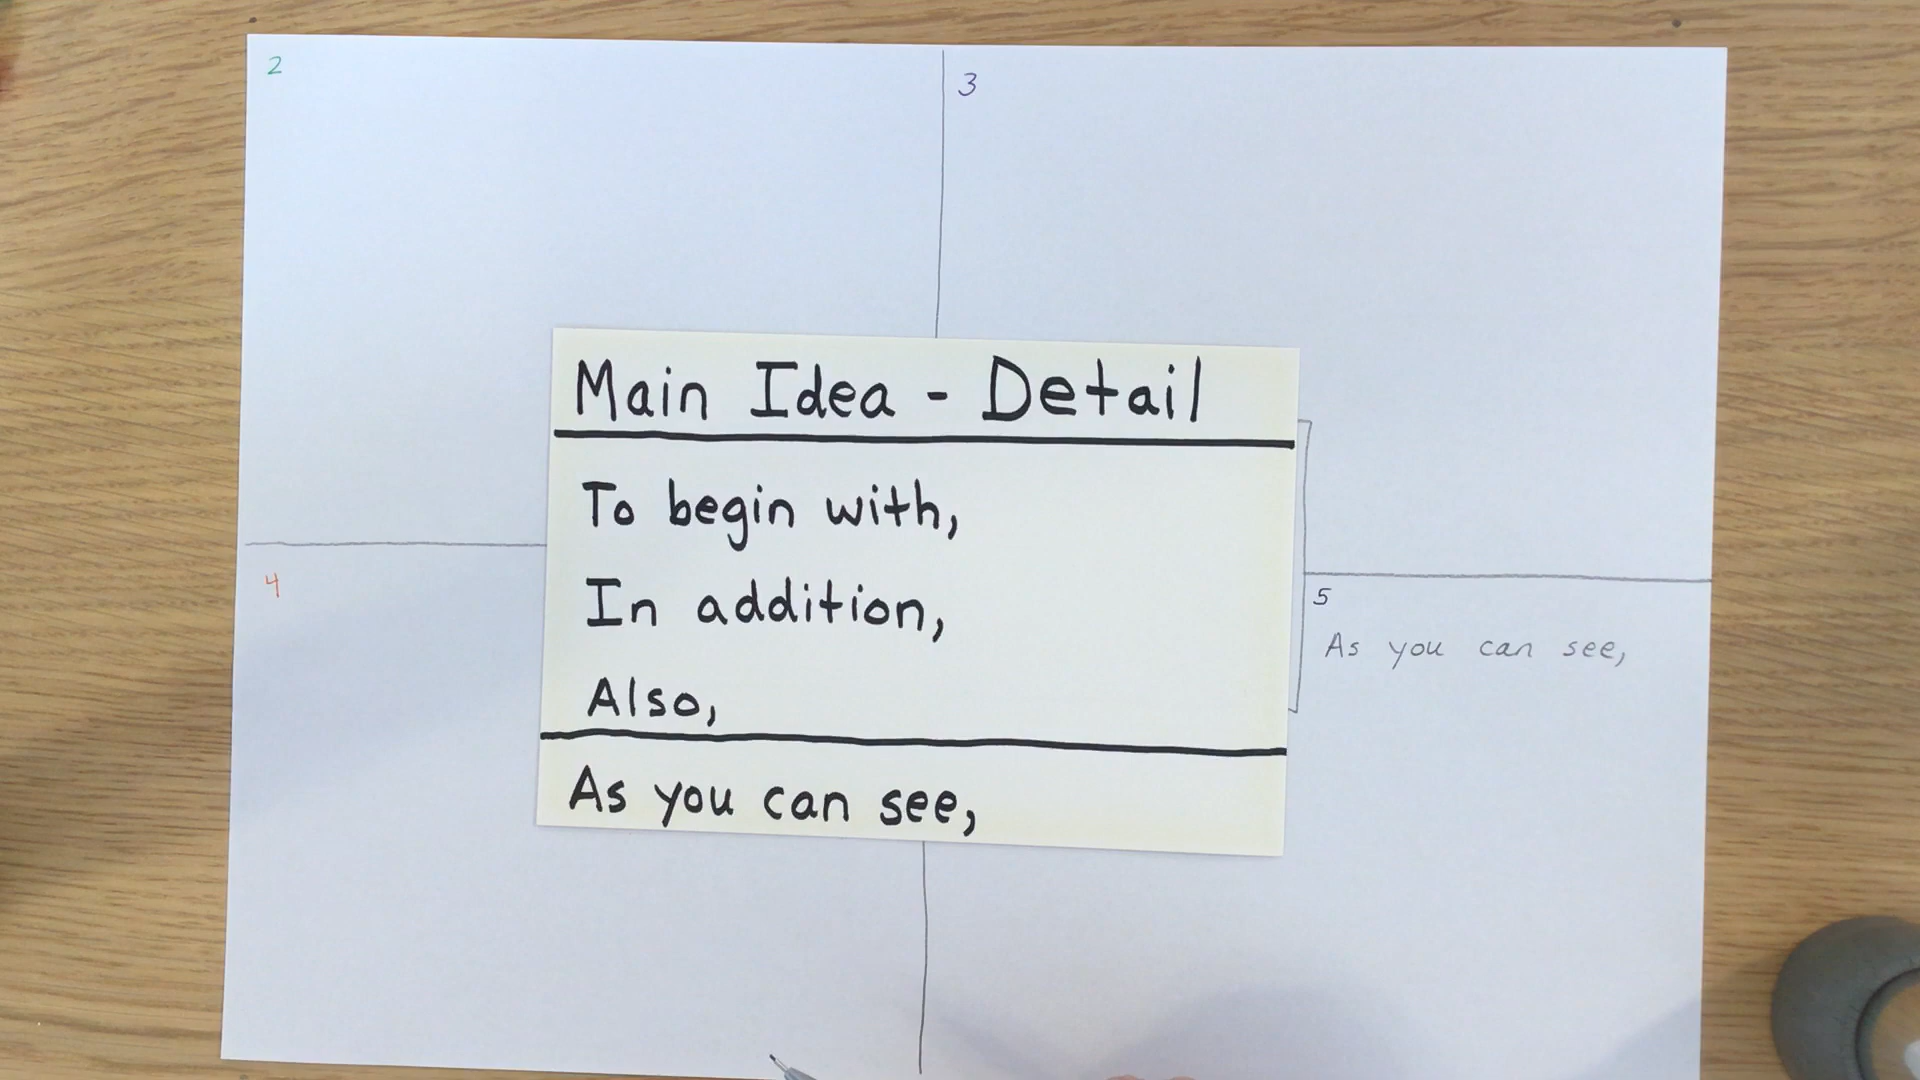 2
3
Main Idea - Detail
To begin with,
In addition,
Also,
As you can see,
4
5
As you can see,